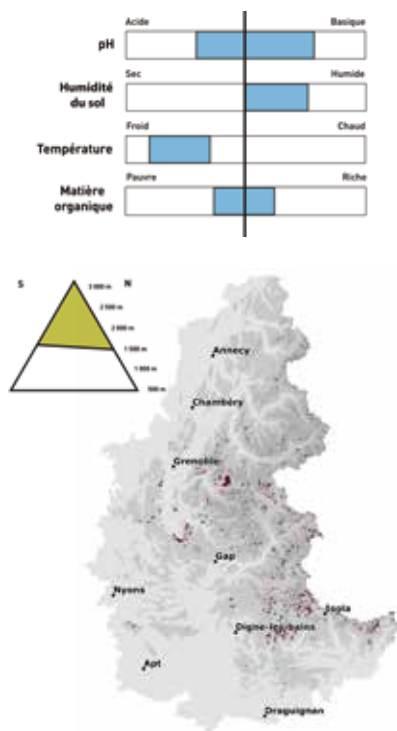 Acide Basique
pH
Sec Humide
Humidité
du sol
Froid Chaud
Température
Pauvre Riche
Matière
organique
S N
3 000 m
2 500 m
2 000 m
1 500 m
1 000 m
500 m
Annecy
Chambéry
Grenoble
Gap
Nyons
Isola
Digne-les-bains
Apt
Draguignan